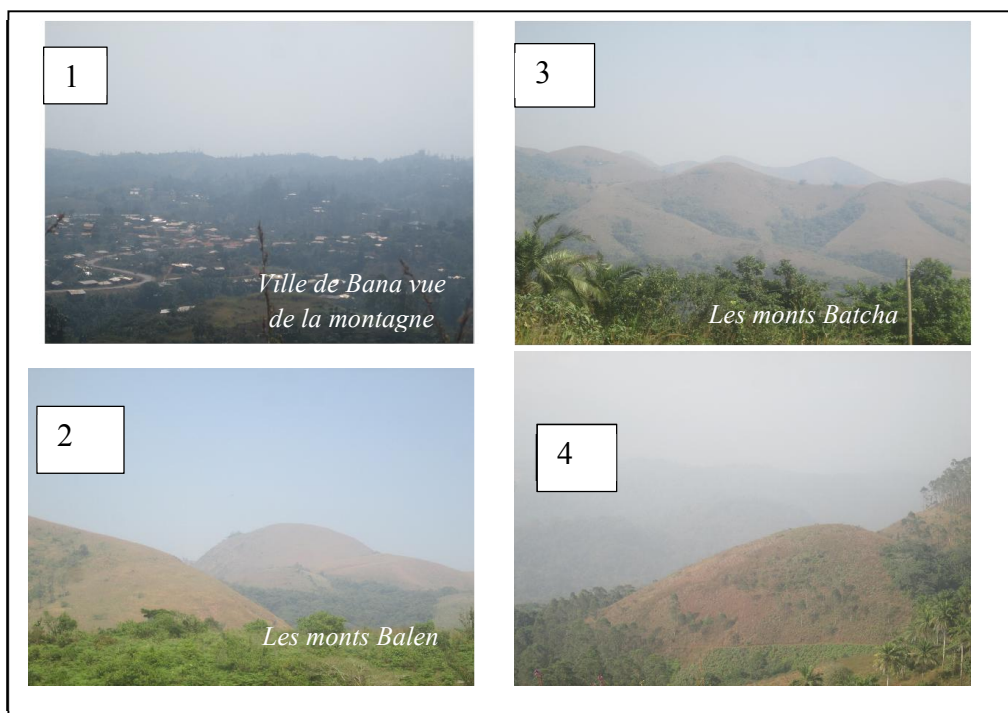 1
Ville de Bana vue
de la montagne
2
Les monts Balen
3
Les monts Batcha
4